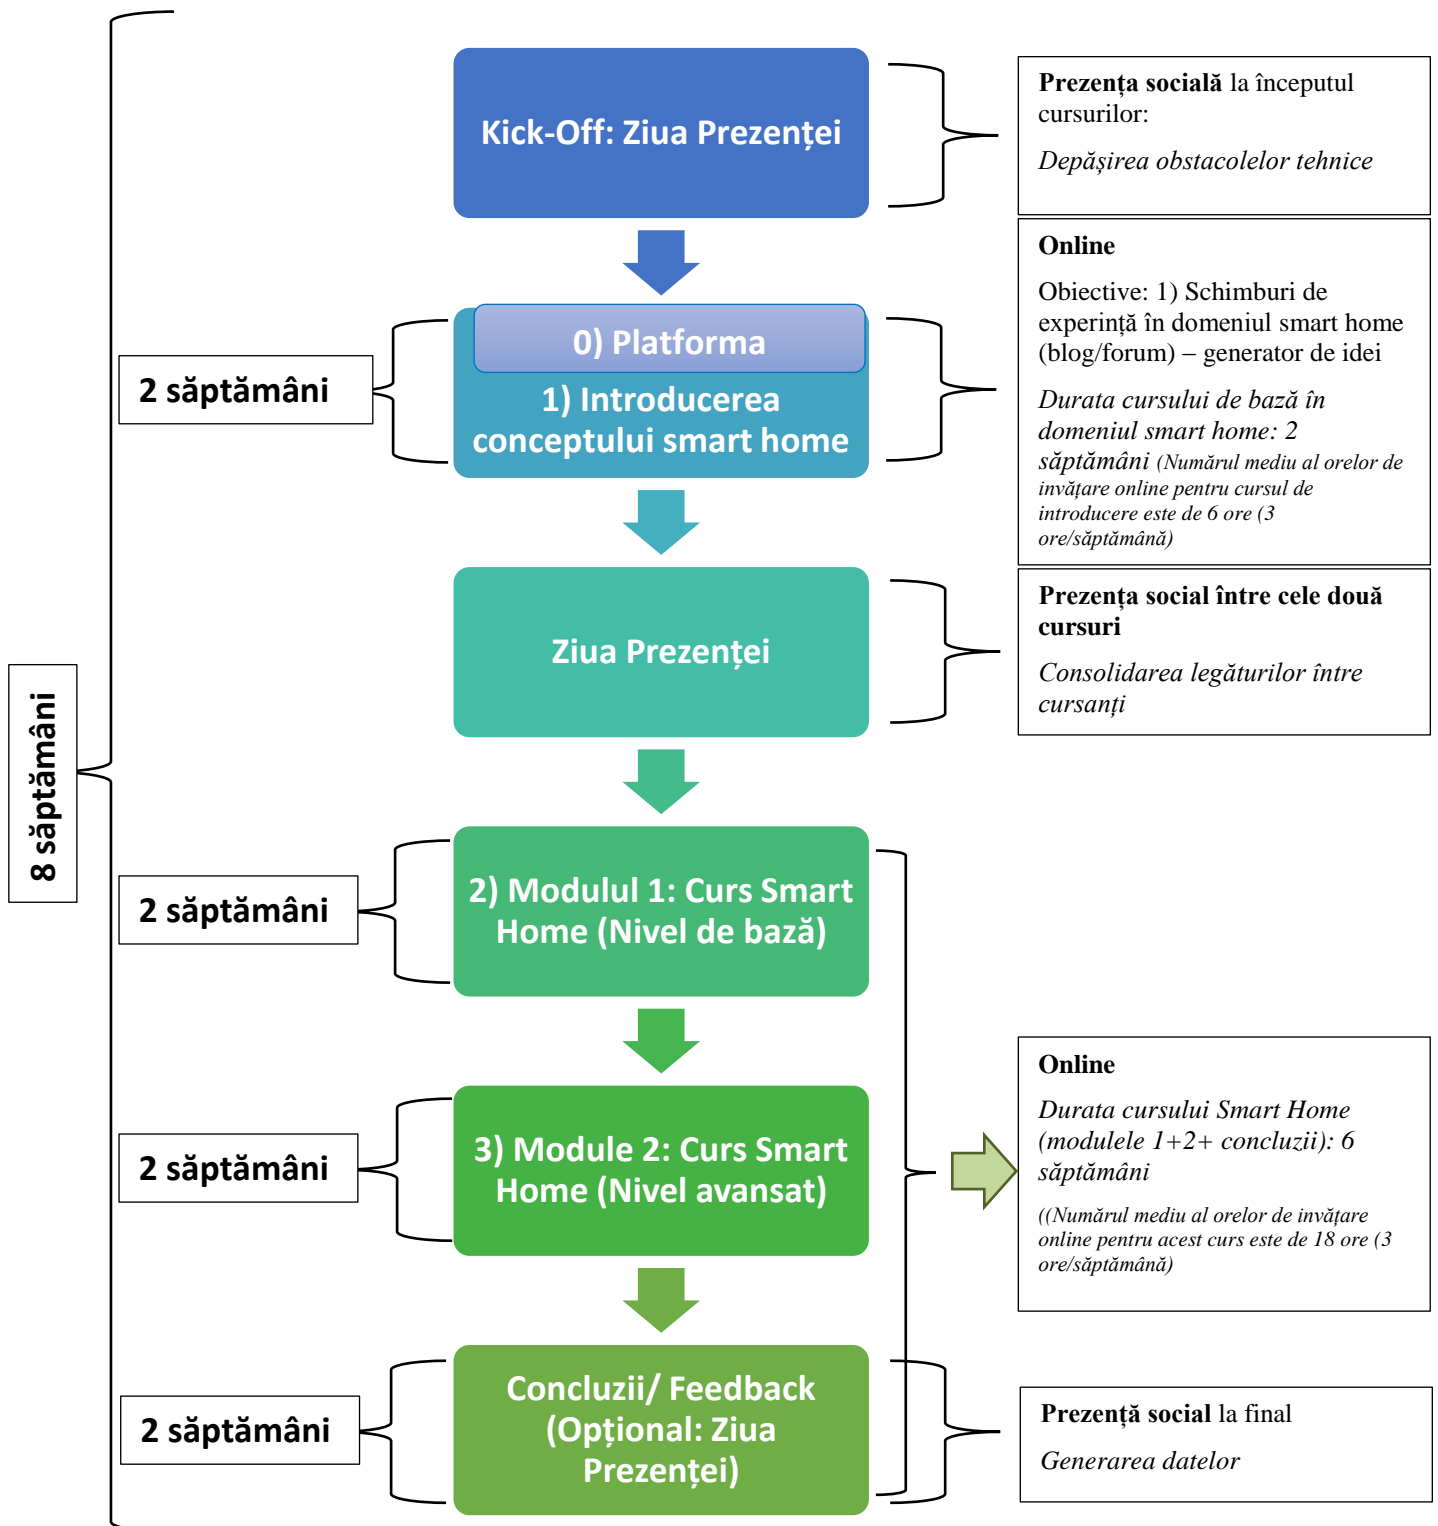 Kick-Off: Ziua Prezenței
Prezența socială la începutul
cursurilor:
Depășirea obstacolelor tehnice
2 săptămâni
0) Platforma
1) Introducerea
conceptului smart home
Online
Obiective: 1) Schimburi de
experință în domeniul smart home
(blog/forum) – generator de idei
Durata cursului de bază în
domeniul smart home: 2
săptămâni (Numărul mediu al orelor de
invățare online pentru cursul de
introducere este de 6 ore (3
ore/săptămână)
Ziua Prezenței
Prezența social între cele două
cursuri
Consolidarea legăturilor între
cursanți
8 săptămâni
2 săptămâni
2) Modulul 1: Curs Smart
Home (Nivel de bază)
2 săptămâni
3) Module 2: Curs Smart
Home (Nivel avansat)
Online
Durata cursului Smart Home
(modulele 1+2+ concluzii): 6
săptămâni
((Numărul mediu al orelor de invățare
online pentru acest curs este de 18 ore (3
ore/săptămână)
2 săptămâni
Concluzii/ Feedback
(Opțional: Ziua
Prezenței)
Prezență social la final
Generarea datelor